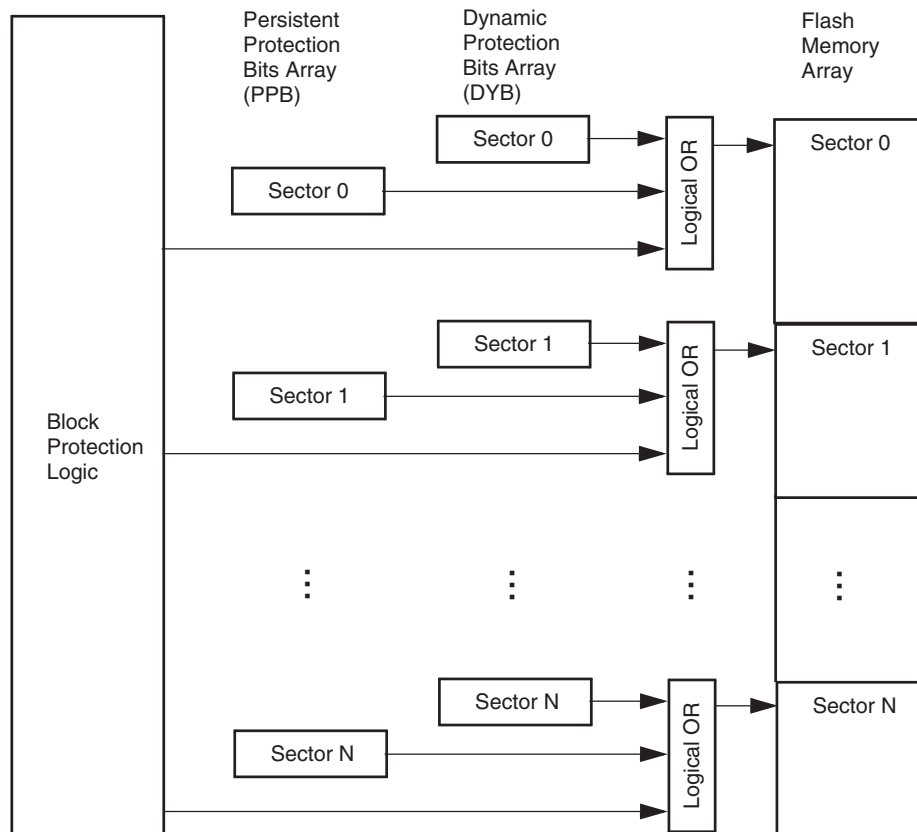 Persistent
Protection
Bits Array
(PPB)
Dynamic
Protection
Bits Array
(DYB)
Flash
Memory
Array
Sector 0
Sector 0
Logical OR
Sector 0
Sector 1
Sector 1
Logical OR
Sector 1
Block
Protection
Logic
⋮
⋮
⋮
⋮
Sector N
Sector N
Logical OR
Sector N